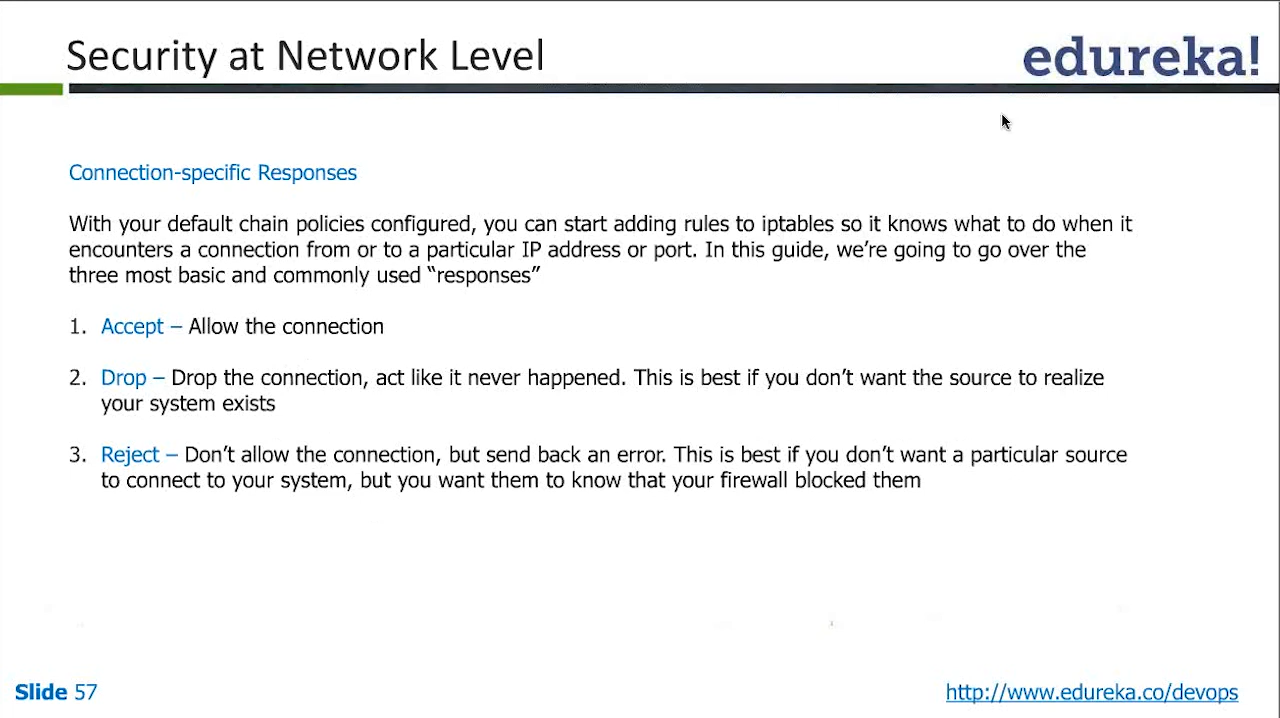 Security at Network Level
edureka!
Connection-specific Responses
With your default chain policies configured, you can start adding rules to iptables so it knows what to do when it
encounters a connection from or to a particular IP address or port. In this guide, we’re going to go over the
three most basic and commonly used “responses”
1. Accept – Allow the connection
2. Drop – Drop the connection, act like it never happened. This is best if you don’t want the source to realize
your system exists
3. Reject – Don’t allow the connection, but send back an error. This is best if you don’t want a particular source
to connect to your system, but you want them to know that your firewall blocked them
Slide 57
http://www.edureka.co/devops